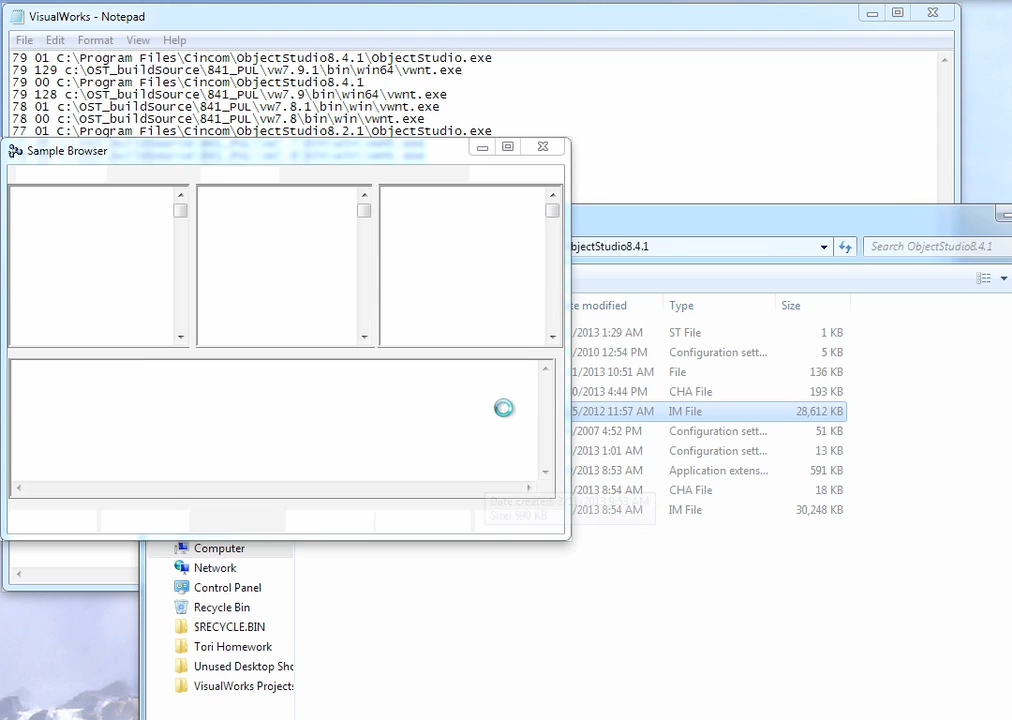 VisualWorks - Notepad
File Edit Format View Help
79 01 C:\Program Files\Cincom\ObjectStudio8.4.1\ObjectStudio.exe
79 129 c:\OST_buildSource\841_PUL\vw7.9.1\bin\win64\vwnt.exe
79 00 C:\Program Files\Cincom\ObjectStudio8.4.1
79 128 c:\OST_buildSource\841_PUL\vw7.9\bin\win64\vwnt.exe
78 01 c:\OST_buildSource\841_PUL\vw7.8.1\bin\win\vwnt.exe
78 00 c:\OST_buildSource\841_PUL\vw7.8\bin\win\vwnt.exe
77 01 C:\Program Files\Cincom\ObjectStudio8.2.1\ObjectStudio.exe
Sample Browser
bjectStudio8.4.1 Search ObjectStudio8.4.1
te modified Type Size
/2013 1:29 AM ST File 1 KB
/2010 12:54 PM Configuration sett... 5 KB
1/2013 10:51 AM File 136 KB
0/2013 4:44 PM CHA File 193 KB
5/2012 11:57 AM IM File 28,612 KB
/2007 4:52 PM Configuration sett... 51 KB
/2013 1:01 AM Configuration sett... 13 KB
/2013 8:53 AM Application extens... 591 KB
/2013 8:54 AM CHA File 18 KB
/2013 8:54 AM IM File 30,248 KB
Size: 590 KB
Computer
Network
Control Panel
Recycle Bin
$RECYCLE.BIN
Tori Homework
Unused Desktop Sho
VisualWorks Projects